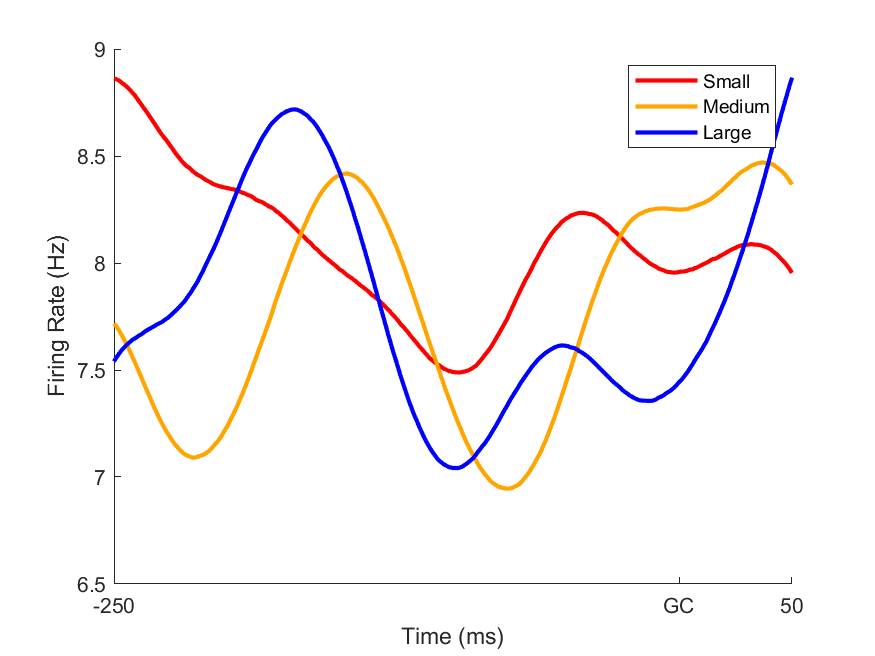 9
8.5
8
7.5
7
6.5
Firing Rate (Hz)
Small
Medium
Large
-250
GC
50
Time (ms)